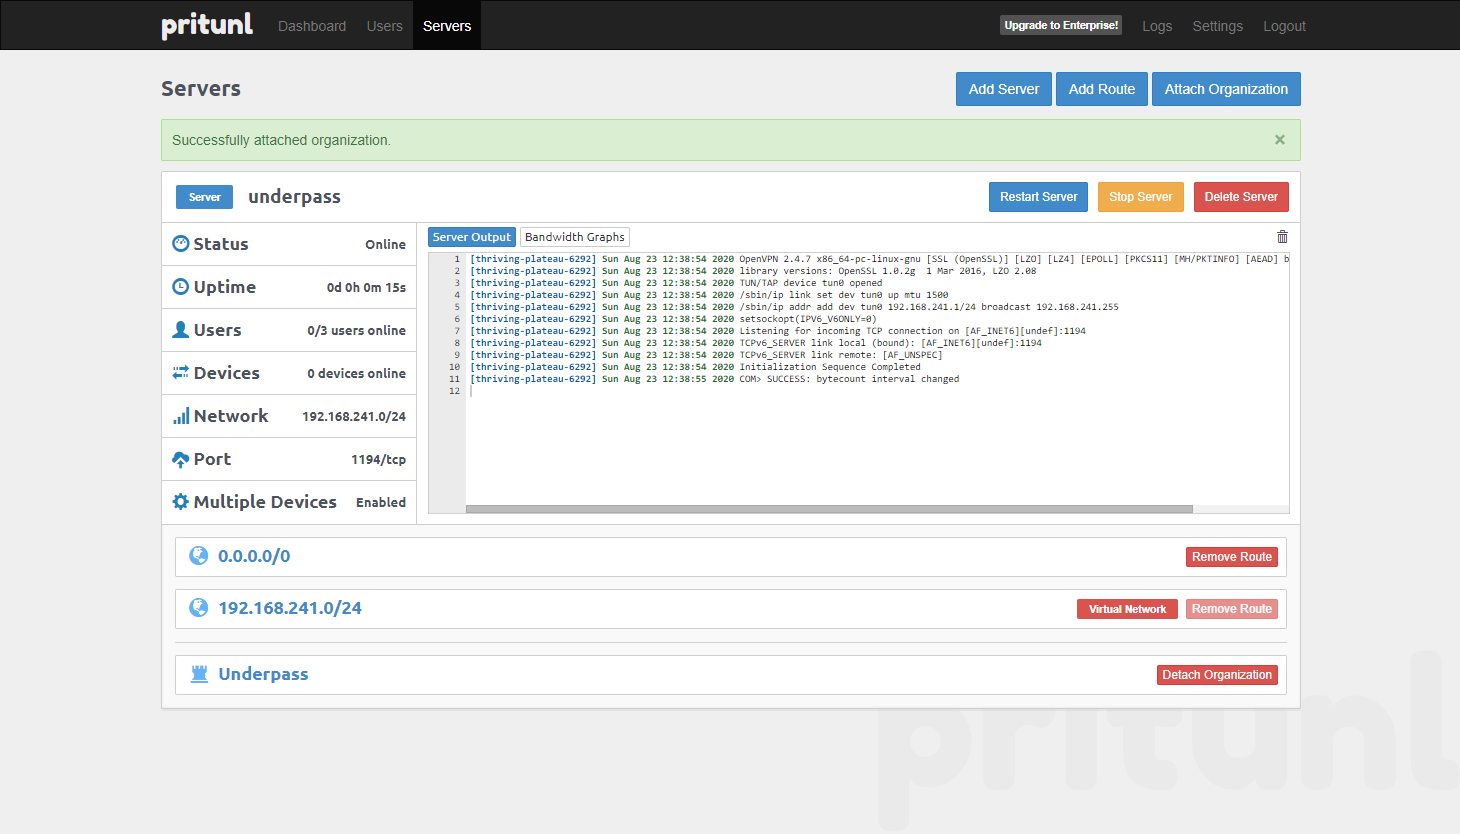 pritunl Dashboard Users Servers Upgrade to Enterprise! Logs Settings Logout
Servers Add Server Add Route Attach Organization
Successfully attached organization. ×
Server underpass Restart Server Stop Server Delete Server
Status Online
Uptime 0d 0h 0m 15s
Users 0/3 users online
Devices 0 devices online
Network 192.168.241.0/24
Port 1194/tcp
Multiple Devices Enabled
Server Output Bandwidth Graphs
1 [thriving-plateau-6292] Sun Aug 23 12:38:54 2020 OpenVPN 2.4.7 x86_64-pc-linux-gnu [SSL (OpenSSL)] [LZO] [LZ4] [EPOLL] [PKCS11] [MH/PKTINFO] [AEAD] b
2 [thriving-plateau-6292] Sun Aug 23 12:38:54 2020 library versions: OpenSSL 1.0.2g  1 Mar 2016, LZO 2.08
3 [thriving-plateau-6292] Sun Aug 23 12:38:54 2020 TUN/TAP device tun0 opened
4 [thriving-plateau-6292] Sun Aug 23 12:38:54 2020 /sbin/ip link set dev tun0 up mtu 1500
5 [thriving-plateau-6292] Sun Aug 23 12:38:54 2020 /sbin/ip addr add dev tun0 192.168.241.1/24 broadcast 192.168.241.255
6 [thriving-plateau-6292] Sun Aug 23 12:38:54 2020 setsockopt(IPV6_V6ONLY=0)
7 [thriving-plateau-6292] Sun Aug 23 12:38:54 2020 Listening for incoming TCP connection on [AF_INET6][undef]:1194
8 [thriving-plateau-6292] Sun Aug 23 12:38:54 2020 TCPv6_SERVER link local (bound): [AF_INET6][undef]:1194
9 [thriving-plateau-6292] Sun Aug 23 12:38:54 2020 TCPv6_SERVER link remote: [AF_UNSPEC]
10 [thriving-plateau-6292] Sun Aug 23 12:38:54 2020 Initialization Sequence Completed
11 [thriving-plateau-6292] Sun Aug 23 12:38:55 2020 COM> SUCCESS: bytecount interval changed
12
0.0.0.0/0 Remove Route
192.168.241.0/24 Virtual Network Remove Route
Underpass Detach Organization
pritunl